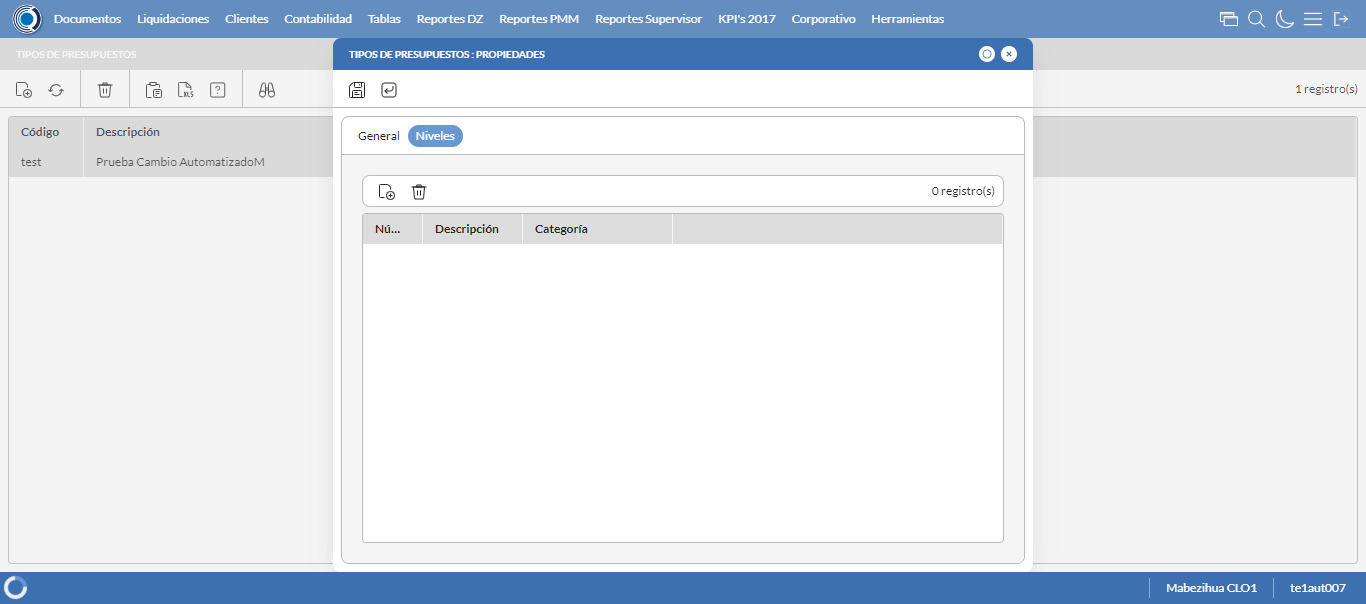 Documentos Liquidaciones Clientes Contabilidad Tablas Reportes DZ Reportes PMM Reportes Supervisor KPI's 2017 Corporativo Herramientas
TIPOS DE PRESUPUESTOS
TIPOS DE PRESUPUESTOS : PROPIEDADES
XLS ?
1 registro(s)
Código Descripción
test Prueba Cambio AutomatizadoM
General Niveles
0 registro(s)
Nú... Descripción Categoría
Mabezihua CLO1 te1aut007